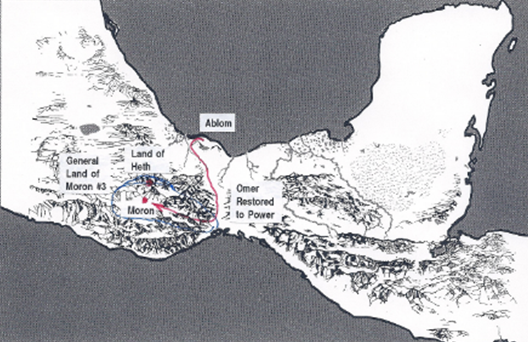 Ablom
Land of
Heth
General
Land of
Moron #3
Moron
Omer
Restored
to Power